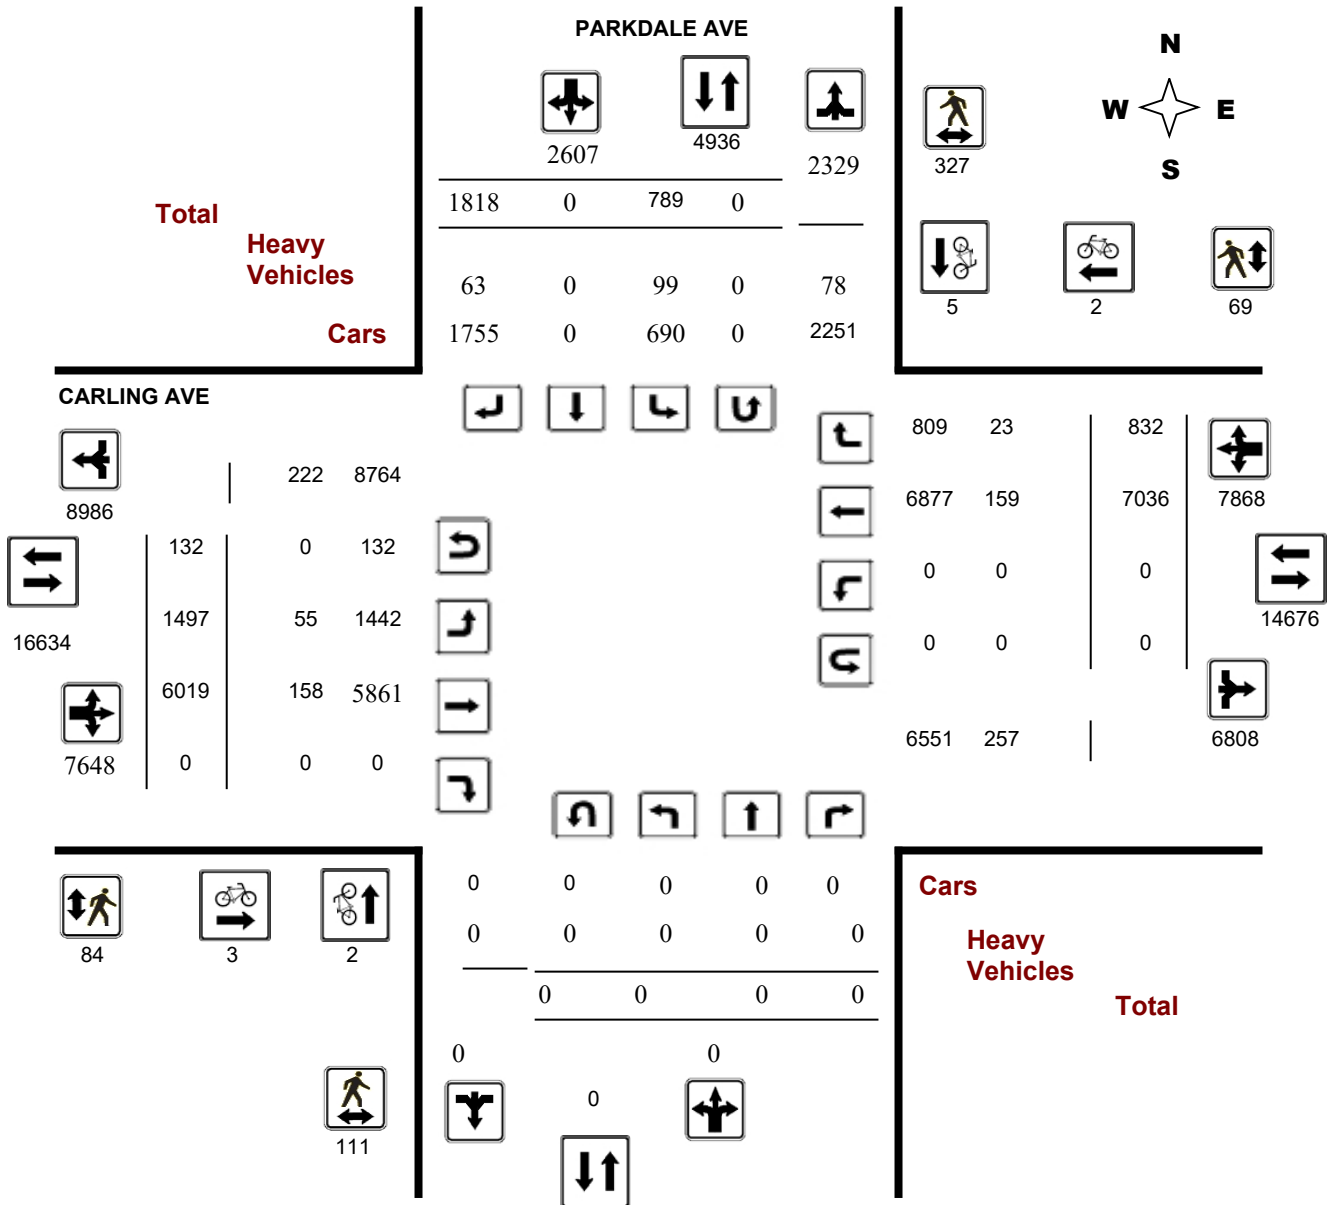 PARKDALE AVE
N
W E
S
2607
4936
2329
327
1818 0 789 0
Total
Heavy
Vehicles
63 0 99 0 78
5 2 69
Cars
1755 0 690 0 2251
CARLING AVE
809 23 832
222 8764
8986
6877 159 7036 7868
132 0 132
0 0 0
1497 55 1442
14676
16634
0 0 0
6019 158 5861
6551 257 6808
7648 0 0 0
0 0 0 0 0
Cars
0 0 0 0 0
Heavy
Vehicles
84 3 2
0 0 0 0
Total
0 0
0
111